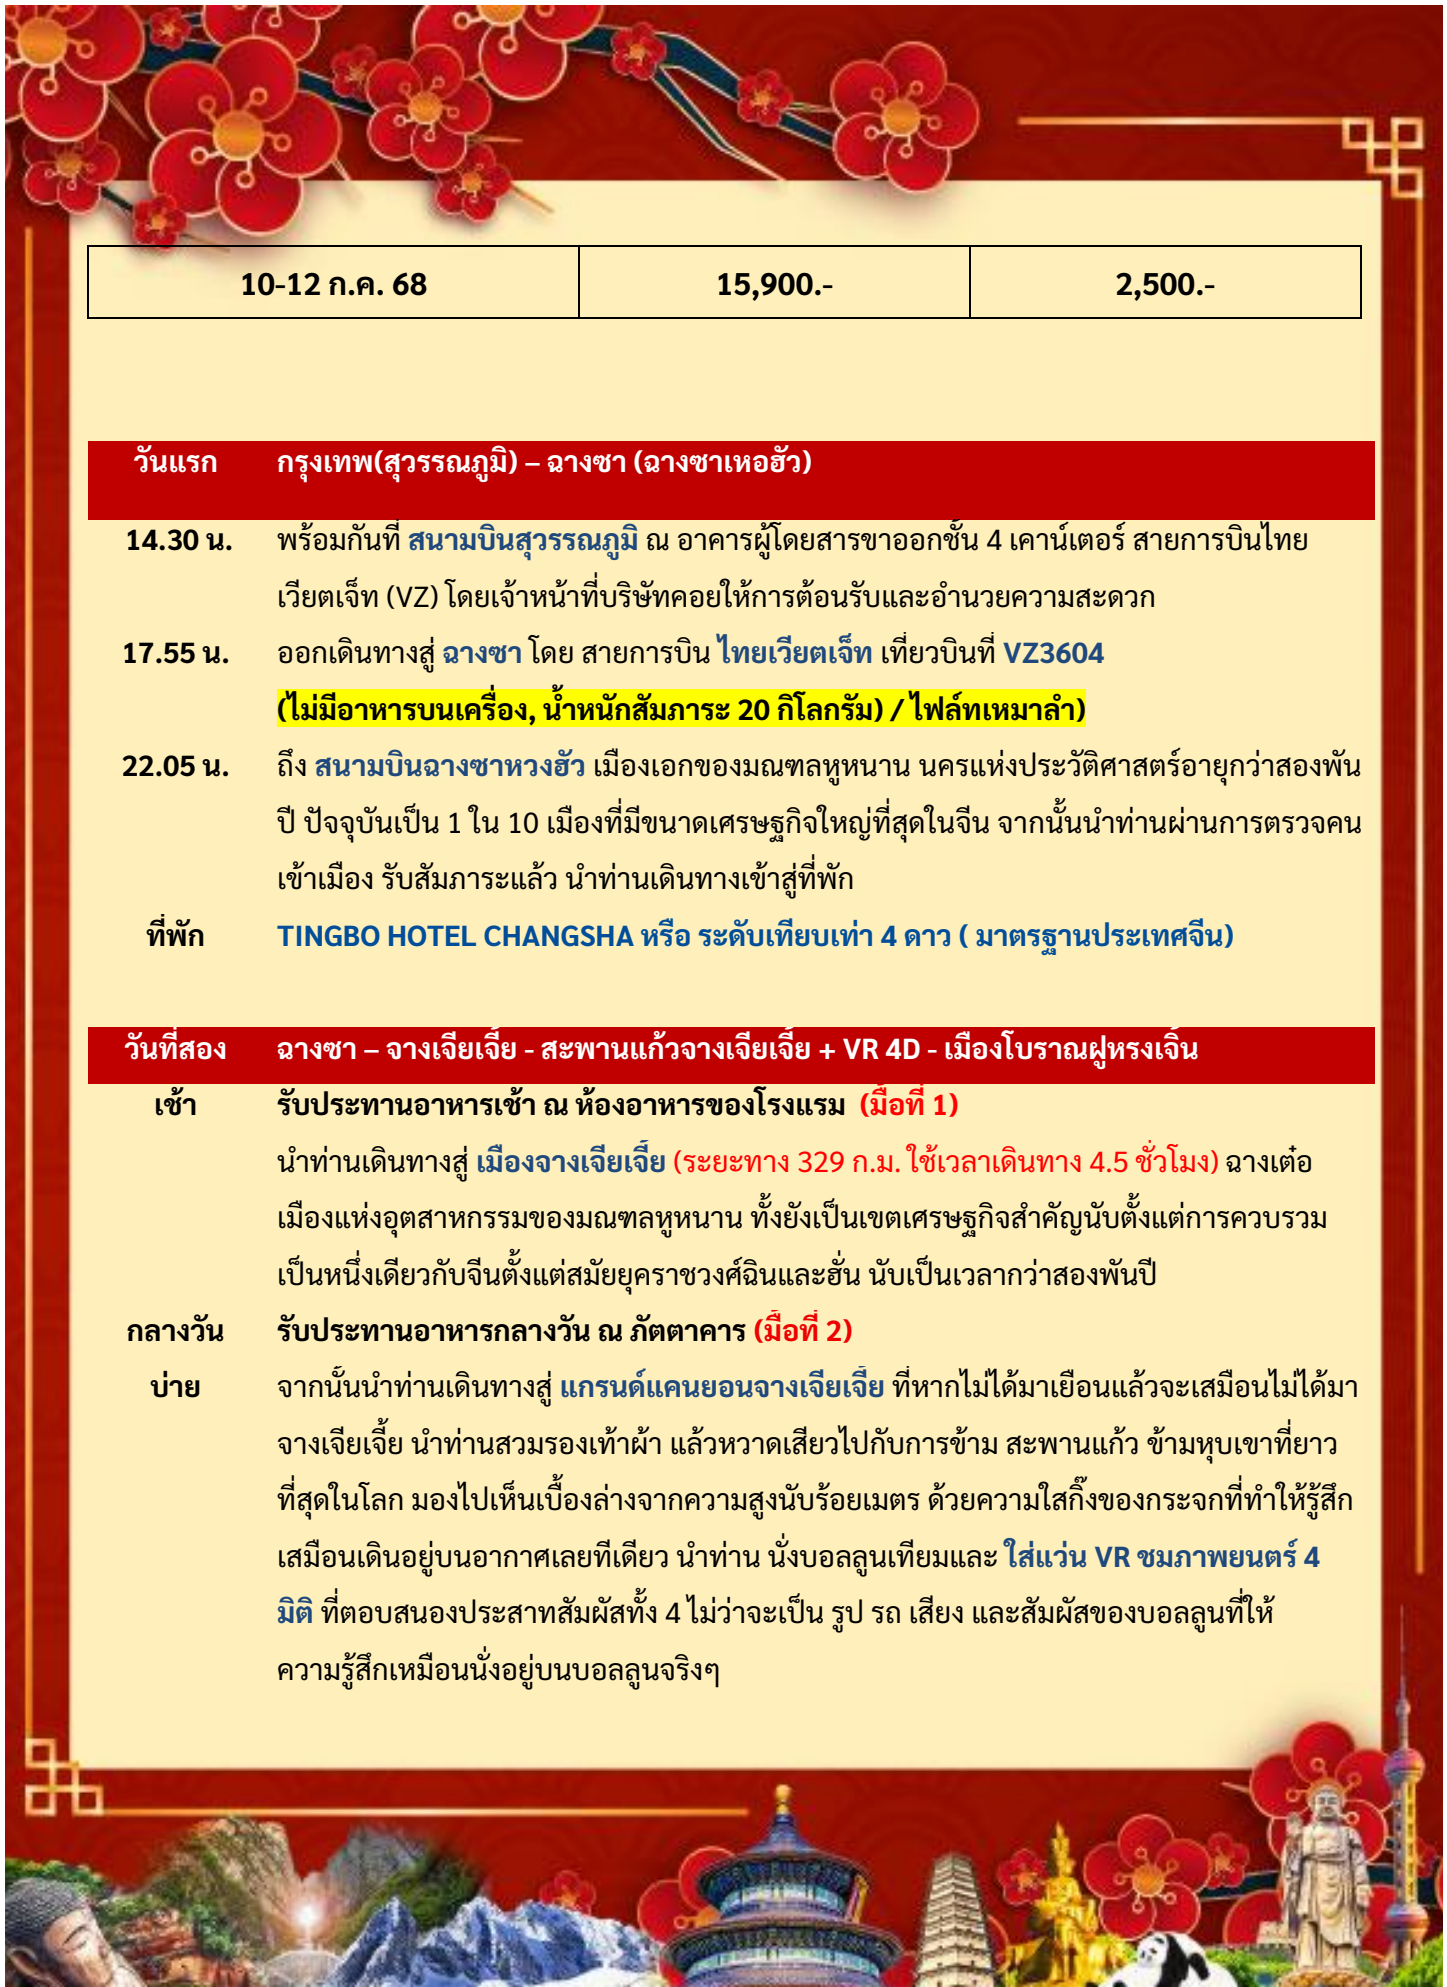 10-12 ก.ค. 68 15,900.- 2,500.-
วันแรก กรุงเทพ(สุวรรณภูมิ) – ฉางซา (ฉางซาเหอฮัว)
14.30 น. พร้อมกันที่ สนามบินสุวรรณภูมิ ณ อาคารผู้โดยสารขาออกชั้น 4 เคาน์เตอร์ สายการบินไทย
เวียตเจ็ท (VZ) โดยเจ้าหน้าที่บริษัทคอยให้การต้อนรับและอำนวยความสะดวก
17.55 น. ออกเดินทางสู่ ฉางซา โดย สายการบิน ไทยเวียตเจ็ท เที่ยวบินที่ VZ3604
(ไม่มีอาหารบนเครื่อง, น้ำหนักสัมภาระ 20 กิโลกรัม) / ไฟล์ทเหมาลำ)
22.05 น. ถึง สนามบินฉางซาหวงฮัว เมืองเอกของมณฑลหูหนาน นครแห่งประวัติศาสตร์อายุกว่าสองพัน
ปี ปัจจุบันเป็น 1 ใน 10 เมืองที่มีขนาดเศรษฐกิจใหญ่ที่สุดในจีน จากนั้นนำท่านผ่านการตรวจคน
เข้าเมือง รับสัมภาระแล้ว นำท่านเดินทางเข้าสู่ที่พัก
ที่พัก TINGBO HOTEL CHANGSHA หรือ ระดับเทียบเท่า 4 ดาว ( มาตรฐานประเทศจีน)
วันที่สอง ฉางซา – จางเจียเจี้ย - สะพานแก้วจางเจียเจี้ย + VR 4D - เมืองโบราณฝูหรงเจิ้น
เช้า รับประทานอาหารเช้า ณ ห้องอาหารของโรงแรม (มื้อที่ 1)
นำท่านเดินทางสู่ เมืองจางเจียเจี้ย (ระยะทาง 329 ก.ม. ใช้เวลาเดินทาง 4.5 ชั่วโมง) ฉางเต๋อ
เมืองแห่งอุตสาหกรรมของมณฑลหูหนาน ทั้งยังเป็นเขตเศรษฐกิจสำคัญนับตั้งแต่การควบรวม
เป็นหนึ่งเดียวกับจีนตั้งแต่สมัยยุคราชวงศ์ฉินและฮั่น นับเป็นเวลากว่าสองพันปี
กลางวัน รับประทานอาหารกลางวัน ณ ภัตตาคาร (มื้อที่ 2)
บ่าย จากนั้นนำท่านเดินทางสู่ แกรนด์แคนยอนจางเจียเจี้ย ที่หากไม่ได้มาเยือนแล้วจะเสมือนไม่ได้มา
จางเจียเจี้ย นำท่านสวมรองเท้าผ้า แล้วหวาดเสียวไปกับการข้าม สะพานแก้ว ข้ามหุบเขาที่ยาว
ที่สุดในโลก มองไปเห็นเบื้องล่างจากความสูงนับร้อยเมตร ด้วยความใสกิ๊งของกระจกที่ทำให้รู้สึก
เสมือนเดินอยู่บนอากาศเลยทีเดียว นำท่าน นั่งบอลลูนเทียมและ ใส่แว่น VR ชมภาพยนตร์ 4
มิติ ที่ตอบสนองประสาทสัมผัสทั้ง 4 ไม่ว่าจะเป็น รูป รถ เสียง และสัมผัสของบอลลูนที่ให้
ความรู้สึกเหมือนนั่งอยู่บนบอลลูนจริงๆ